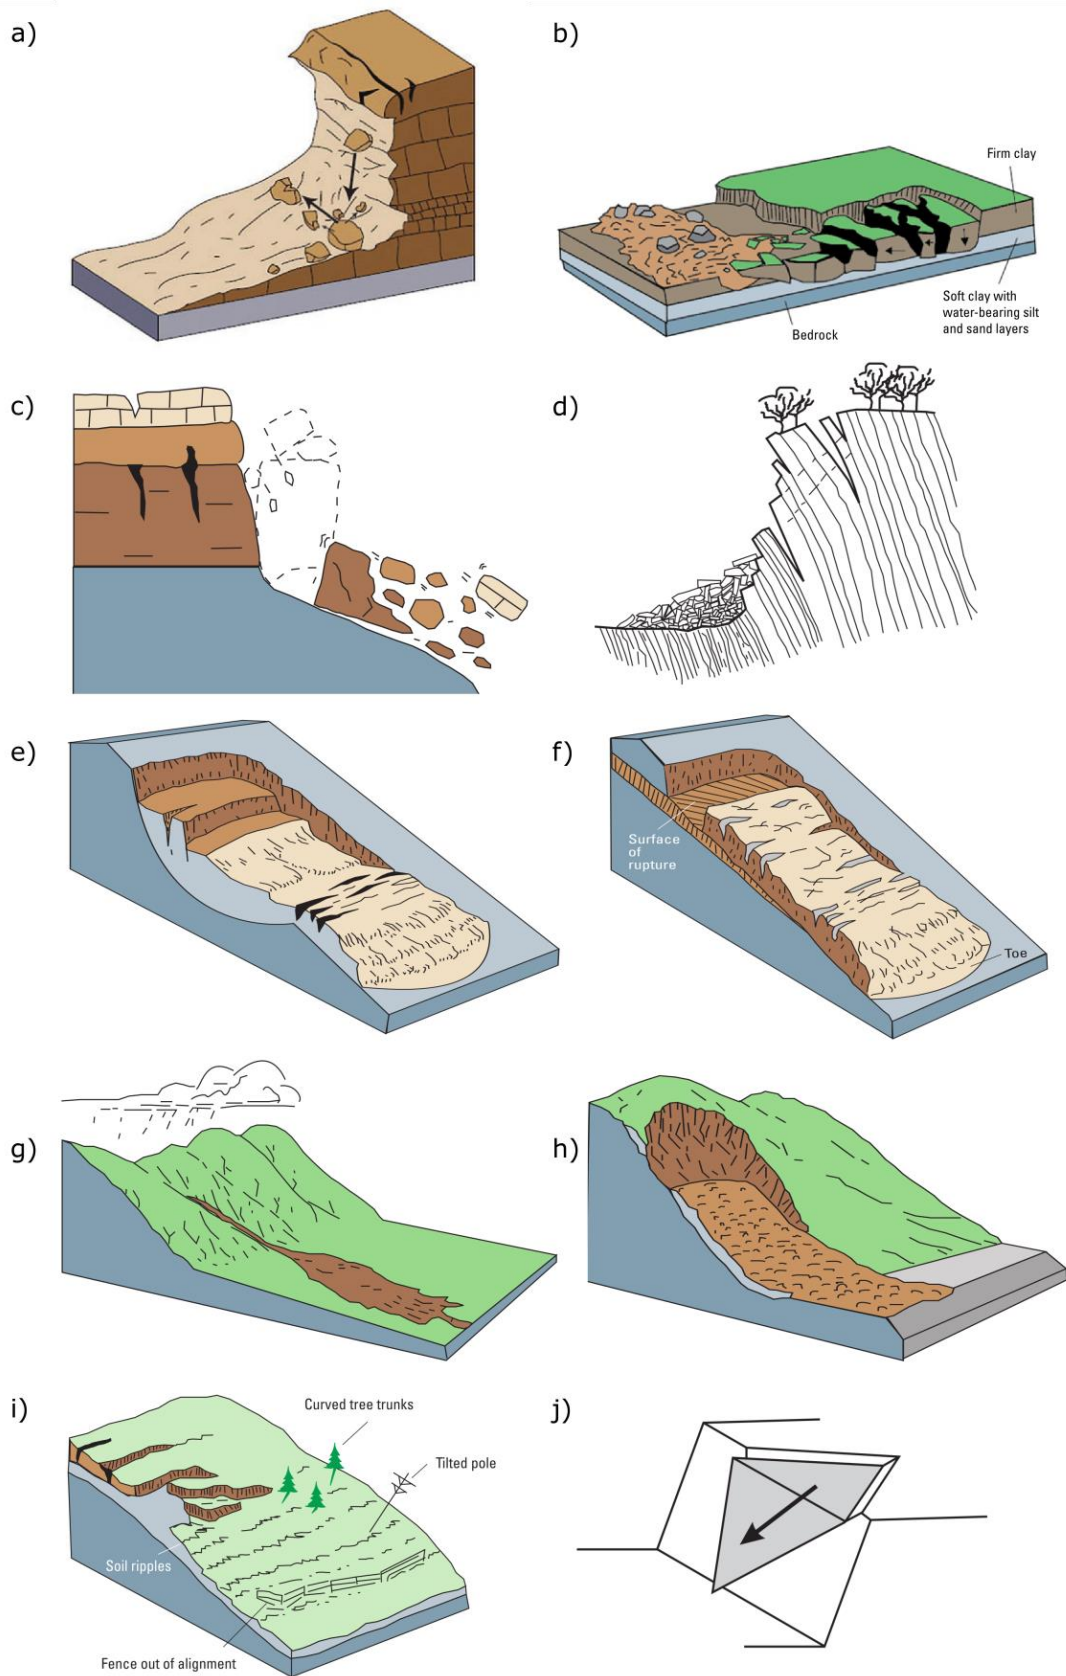 a)
b)
Firm clay
Soft clay with
water-bearing silt
and sand layers
Bedrock
c)
d)
e)
f)
Surface
of
rupture
Toe
g)
h)
i)
Curved tree trunks
Tilted pole
Soil ripples
Fence out of alignment
j)